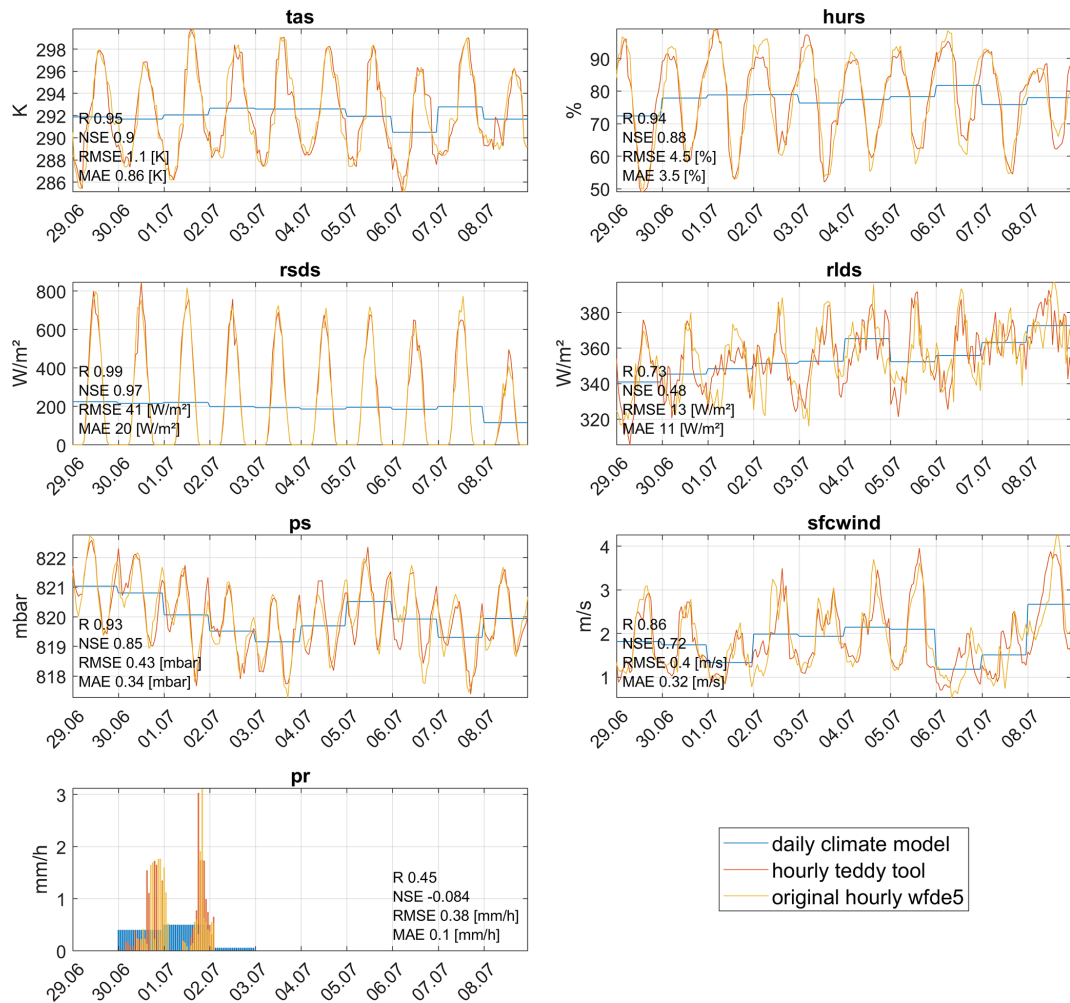 tas
K
298
296
294
292
290
288
286
R 0.95
NSE 0.9
RMSE 1.1 [K]
MAE 0.86 [K]
29.06
30.06
01.07
02.07
03.07
04.07
05.07
06.07
07.07
08.07
hurs
%
90
80
70
60
50
R 0.94
NSE 0.88
RMSE 4.5 [%]
MAE 3.5 [%]
29.06
30.06
01.07
02.07
03.07
04.07
05.07
06.07
07.07
08.07
rsds
W/m²
800
600
400
200
0
R 0.99
NSE 0.97
RMSE 41 [W/m²]
MAE 20 [W/m²]
29.06
30.06
01.07
02.07
03.07
04.07
05.07
06.07
07.07
08.07
rlds
W/m²
380
360
340
320
R 0.73
NSE 0.48
RMSE 13 [W/m²]
MAE 11 [W/m²]
29.06
30.06
01.07
02.07
03.07
04.07
05.07
06.07
07.07
08.07
ps
mbar
822
821
820
819
818
R 0.93
NSE 0.85
RMSE 0.43 [mbar]
MAE 0.34 [mbar]
29.06
30.06
01.07
02.07
03.07
04.07
05.07
06.07
07.07
08.07
sfcwind
m/s
4
3
2
1
R 0.86
NSE 0.72
RMSE 0.4 [m/s]
MAE 0.32 [m/s]
29.06
30.06
01.07
02.07
03.07
04.07
05.07
06.07
07.07
08.07
pr
mm/h
3
2
1
0
R 0.45
NSE -0.084
RMSE 0.38 [mm/h]
MAE 0.1 [mm/h]
29.06
30.06
01.07
02.07
03.07
04.07
05.07
06.07
07.07
08.07
daily climate model
hourly teddy tool
original hourly wfde5